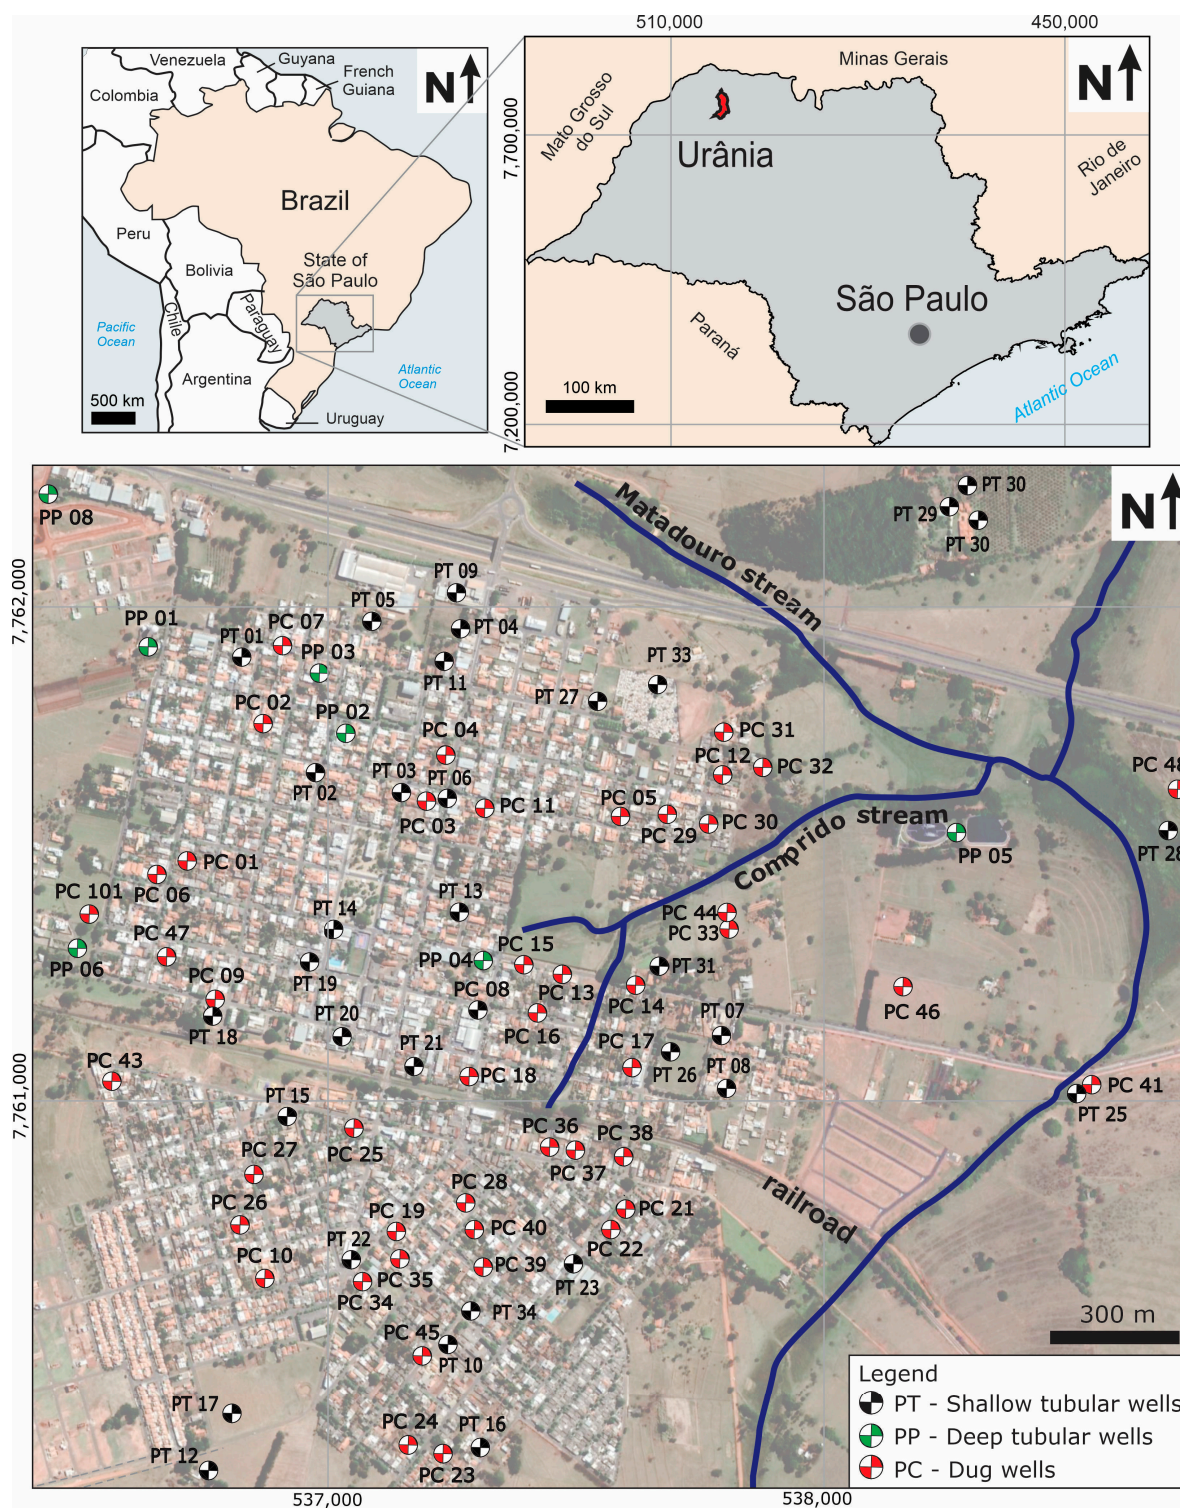 510,000
450,000
Venezuela
Guyana
French
Guiana
Colombia
N
Brazil
Peru
Bolivia
State of
São Paulo
Chile
Paraguay
Pacific
Ocean
Argentina
Atlantic
Ocean
500 km
Uruguay
Minas Gerais
N
Mato Grosso
do Sul
7,700,000
Urânia
Rio de
Janeiro
São Paulo
Paraná
100 km
Atlantic Ocean
7,200,000
PP 08
Matadouro stream
PT 30
PT 29
PT 30
N
7,762,000
PT 09
PT 05
PP 01
PC 07
PT 01
PP 03
PT 04
PT 11
PT 33
PT 27
PC 02
PP 02
PC 04
PC 31
PC 12
PC 32
PC 48
PT 02
PT 03
PT 06
PC 03
PC 11
PC 05
PC 29
PC 30
Comprido stream
PP 05
PT 28
PC 01
PC 06
PC 101
PT 14
PT 13
PC 44
PC 33
PC 47
PP 06
PC 09
PT 19
PP 04
PC 15
PC 13
PT 31
PC 14
PC 46
PT 18
PT 20
PC 08
PC 16
PT 07
PT 21
PC 17
PT 26
PT 08
PC 43
PC 18
PC 41
PT 25
7,761,000
PT 15
PC 25
PC 36
PC 37
PC 38
PC 27
railroad
PC 26
PC 28
PC 19
PC 40
PC 21
PC 22
PT 22
PC 10
PC 35
PC 34
PC 39
PT 23
PT 34
300 m
PC 45
PT 10
Legend
PT - Shallow tubular wells
PP - Deep tubular wells
PC - Dug wells
PT 17
PT 12
PC 24
PT 16
PC 23
537,000
538,000